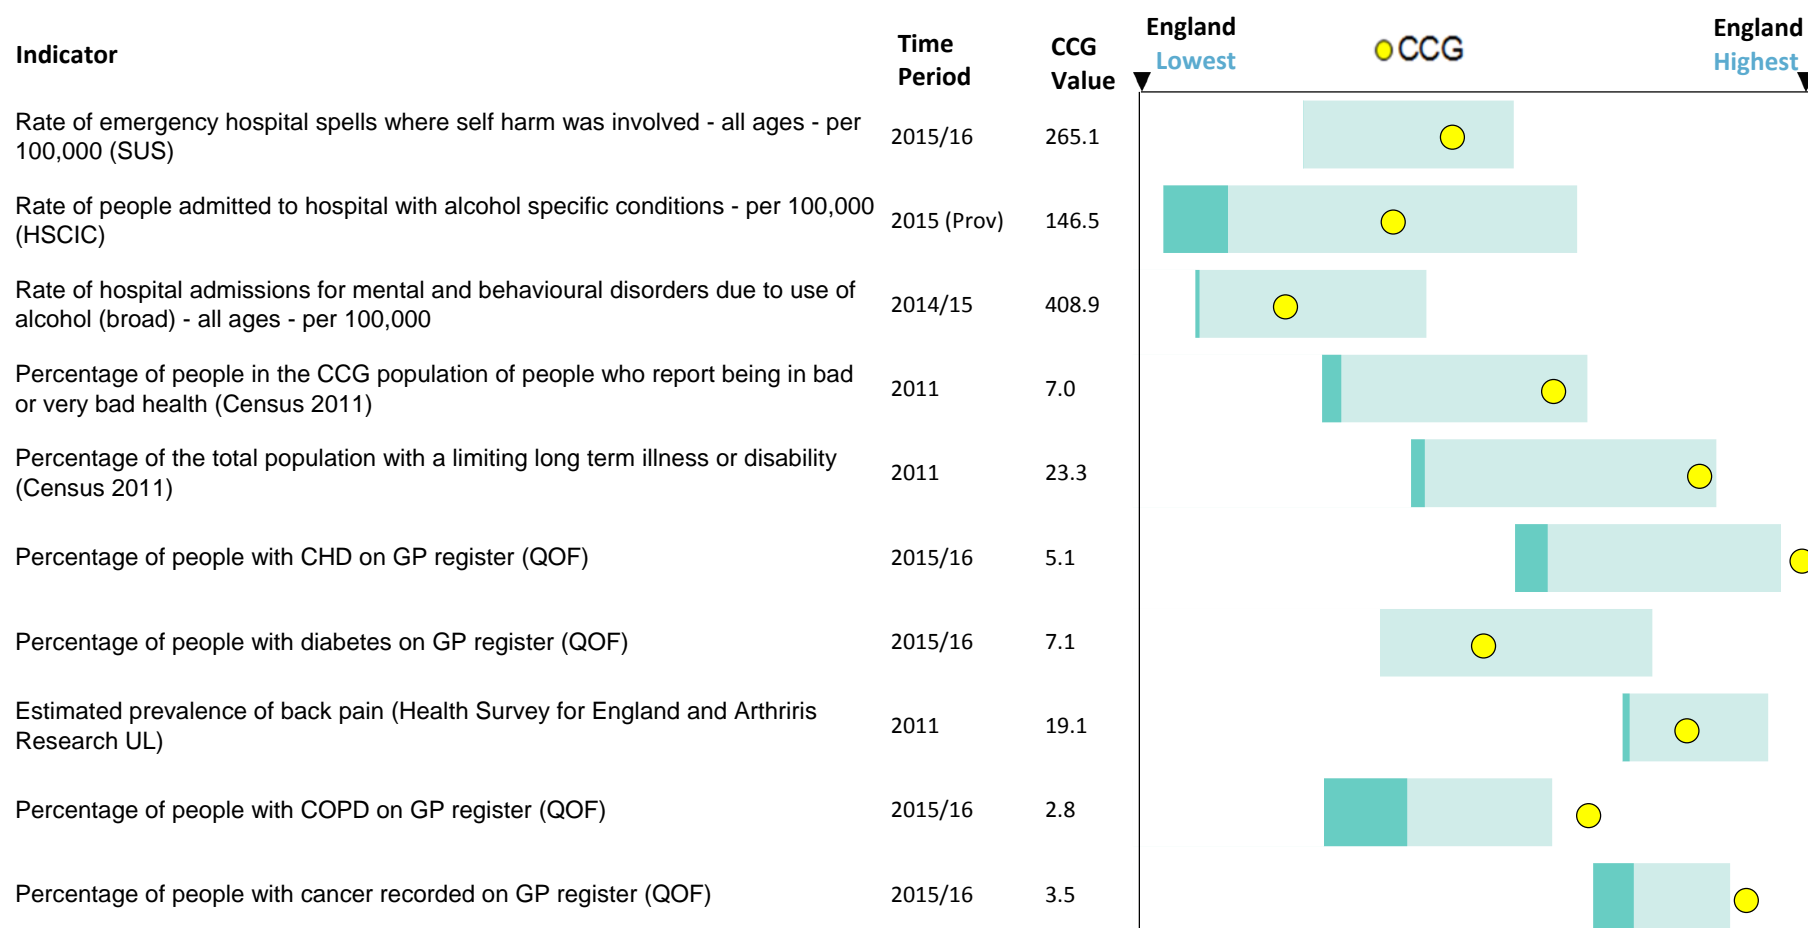 Indicator
Time
Period
CCG
Value
England
Lowest
CCG
England
Highest
Rate of emergency hospital spells where self harm was involved - all ages - per
100,000 (SUS)
2015/16
265.1
Rate of people admitted to hospital with alcohol specific conditions - per 100,000
(HSCIC)
2015 (Prov)
146.5
Rate of hospital admissions for mental and behavioural disorders due to use of
alcohol (broad) - all ages - per 100,000
2014/15
408.9
Percentage of people in the CCG population of people who report being in bad
or very bad health (Census 2011)
2011
7.0
Percentage of the total population with a limiting long term illness or disability
(Census 2011)
2011
23.3
Percentage of people with CHD on GP register (QOF)
2015/16
5.1
Percentage of people with diabetes on GP register (QOF)
2015/16
7.1
Estimated prevalence of back pain (Health Survey for England and Arthriris
Research UL)
2011
19.1
Percentage of people with COPD on GP register (QOF)
2015/16
2.8
Percentage of people with cancer recorded on GP register (QOF)
2015/16
3.5